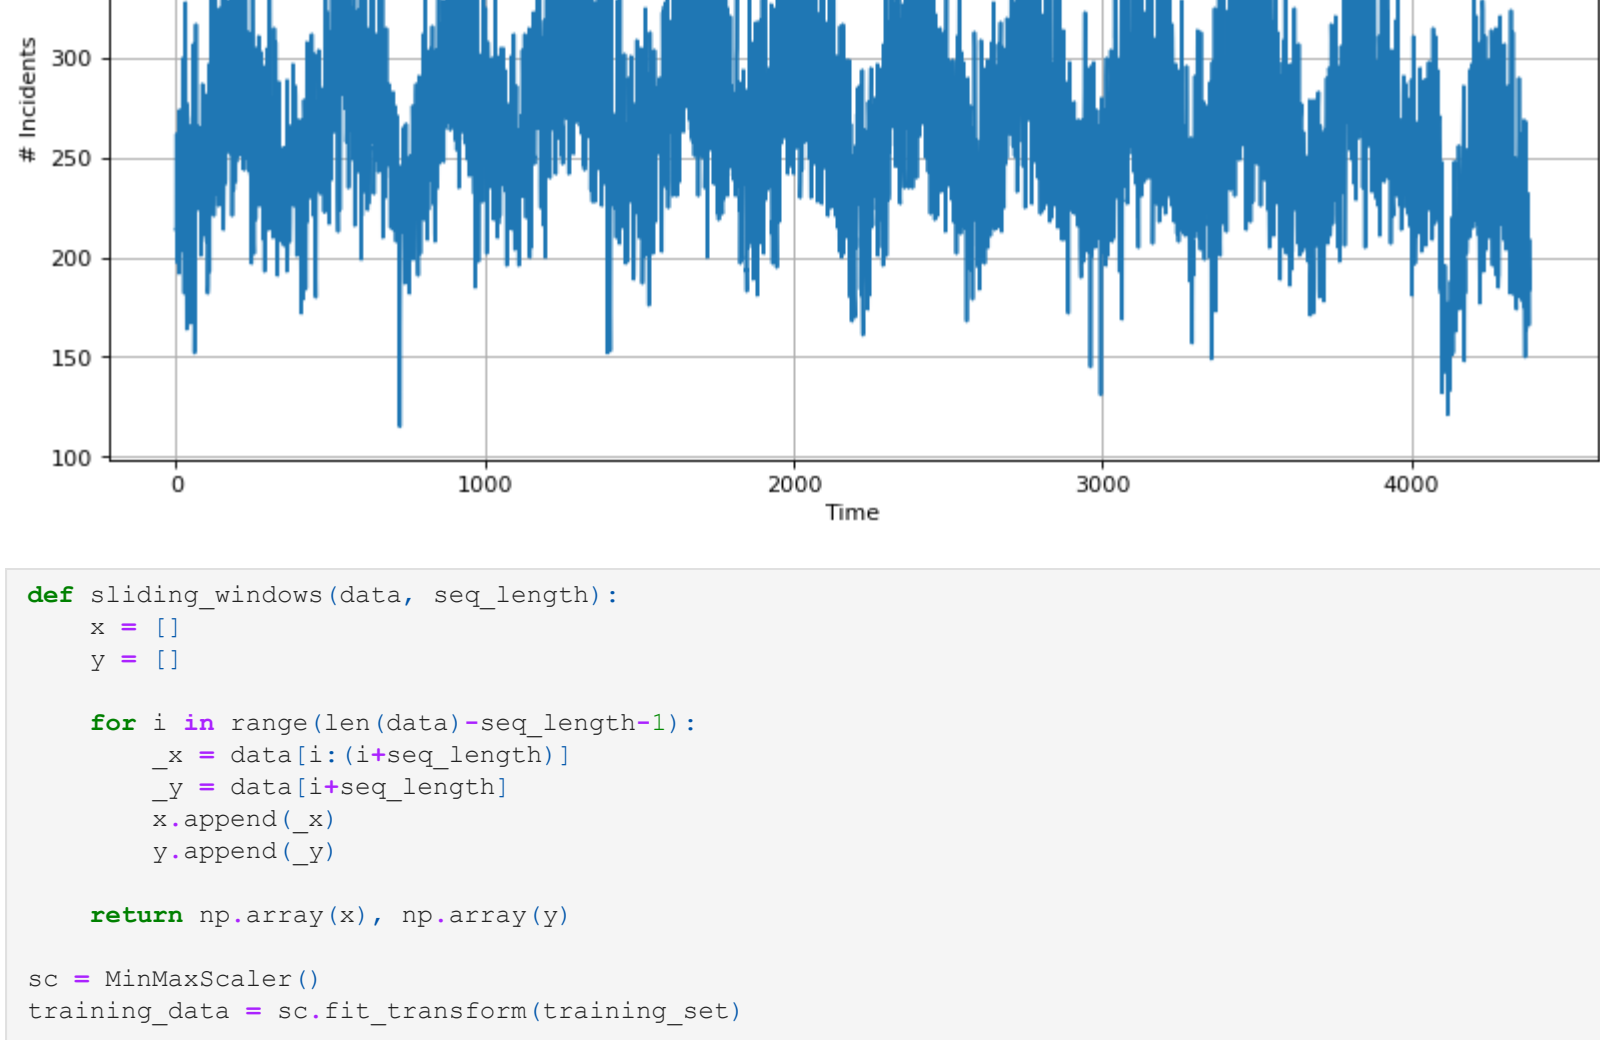 300
250
200
150
100
# Incidents
0 1000 2000 3000 4000
Time
def sliding_windows(data, seq_length):
    x = []
    y = []

    for i in range(len(data)-seq_length-1):
        _x = data[i:(i+seq_length)]
        _y = data[i+seq_length]
        x.append(_x)
        y.append(_y)

    return np.array(x), np.array(y)

sc = MinMaxScaler()
training_data = sc.fit_transform(training_set)